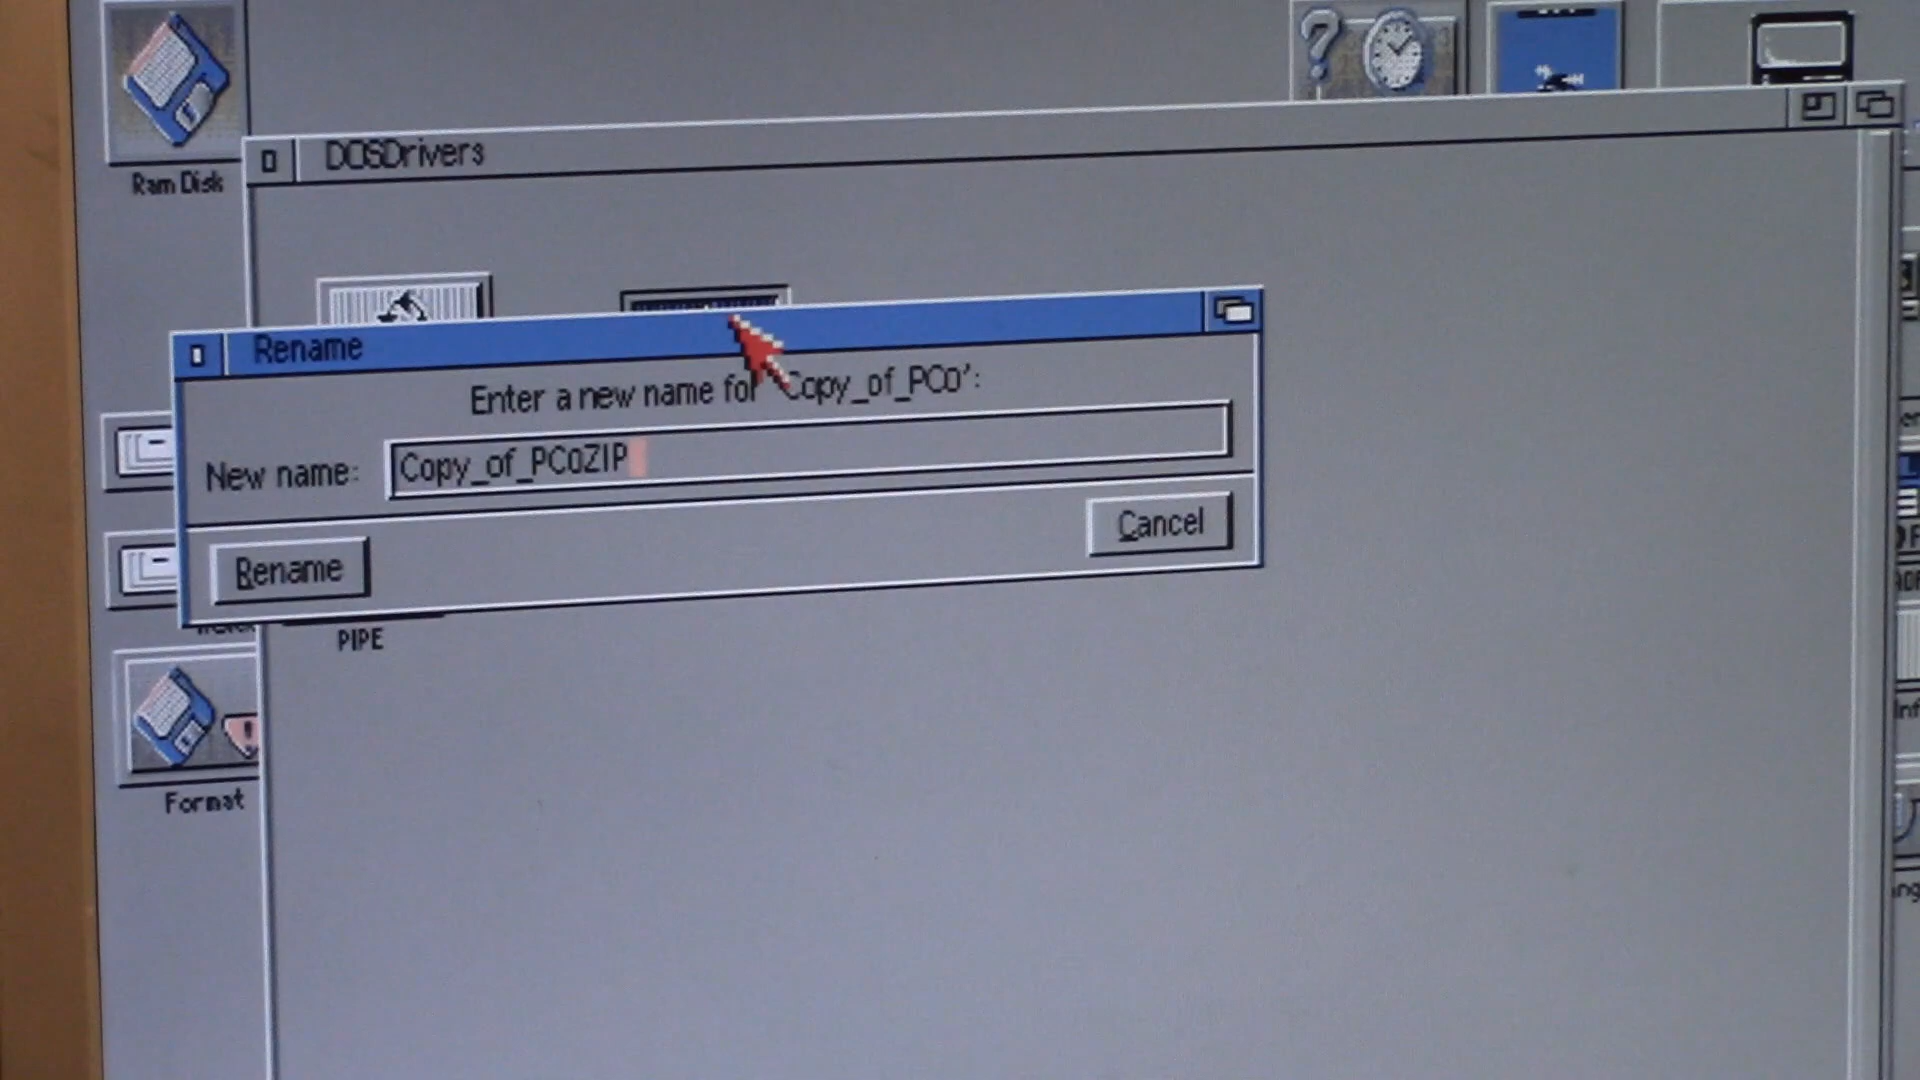 Ram Disk
DOSDrivers
Rename
Enter a new name for 'Copy_of_PC0':
New name:
Copy_of_PC0ZIP
Rename
Cancel
PIPE
Format